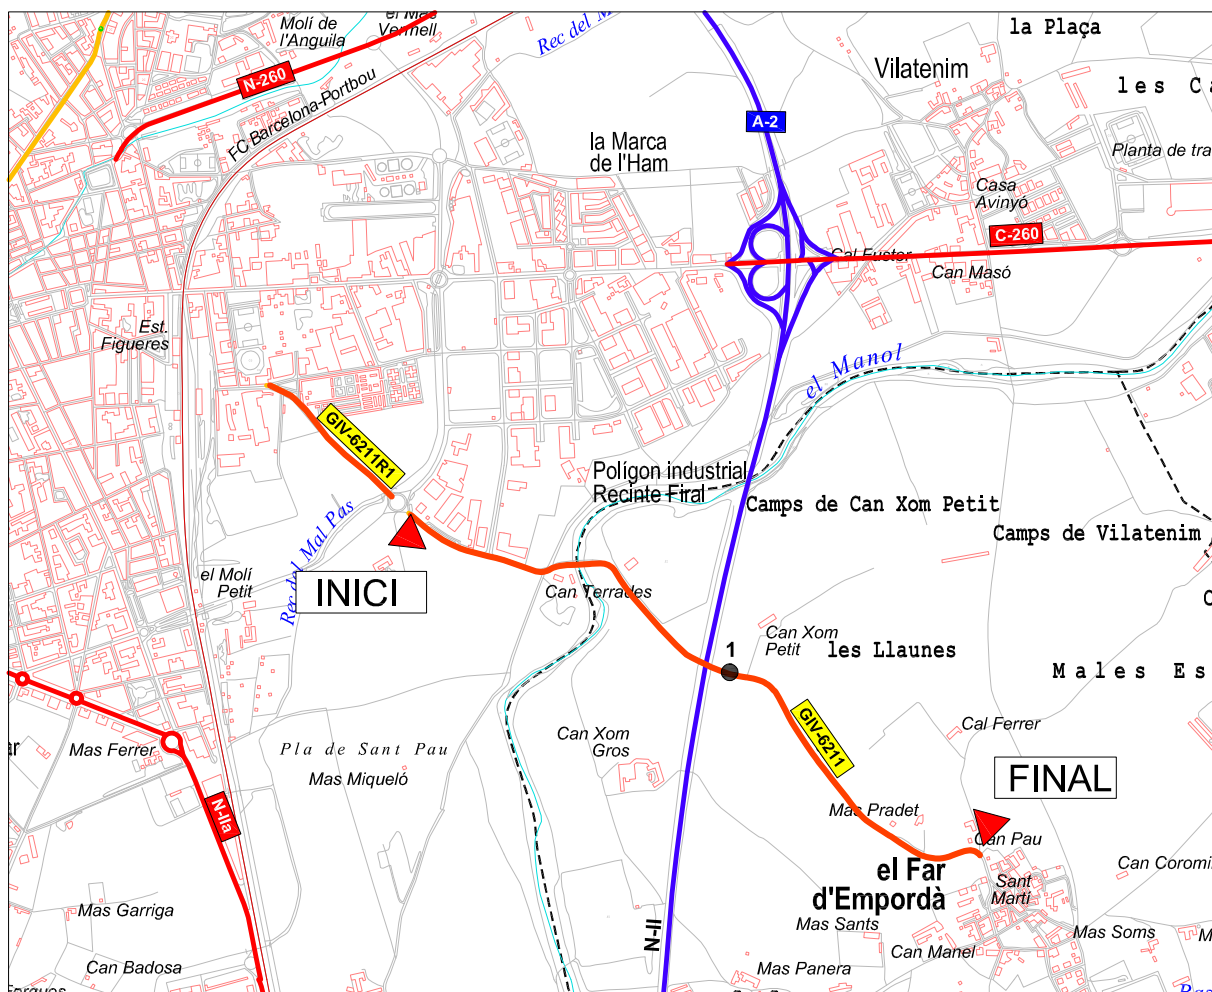 el Mas
Vermell
Molí de
l'Anguila
Rec del M
la Plaça
N-260
Vilatenim
les Ca
FC Barcelona-Portbou
A-2
la Marca
de l'Ham
Planta de tra
Casa
Avinyó
C-260
Cal Fuster
Can Masó
Est.
Figueres
el Manol
GIV-6211R1
Polígon industrial
Recinte Firal
Camps de Can Xom Petit
Camps de Vilatenim
Rec del Mal Pas
el Molí
Petit
INICI
Can Terrades
Can Xom
Petit
1
les Llaunes
Males Es
GIV-6211
Cal Ferrer
Can Xom
Gros
Mas Ferrer
Pla de Sant Pau
Mas Miqueló
FINAL
N-IIa
Mas Pradet
Can Pau
el Far
d'Empordà
Sant
Martí
Can Coromi
Mas Garriga
Mas Sants
Mas Soms
Can Manel
N-II
Can Badosa
Mas Panera